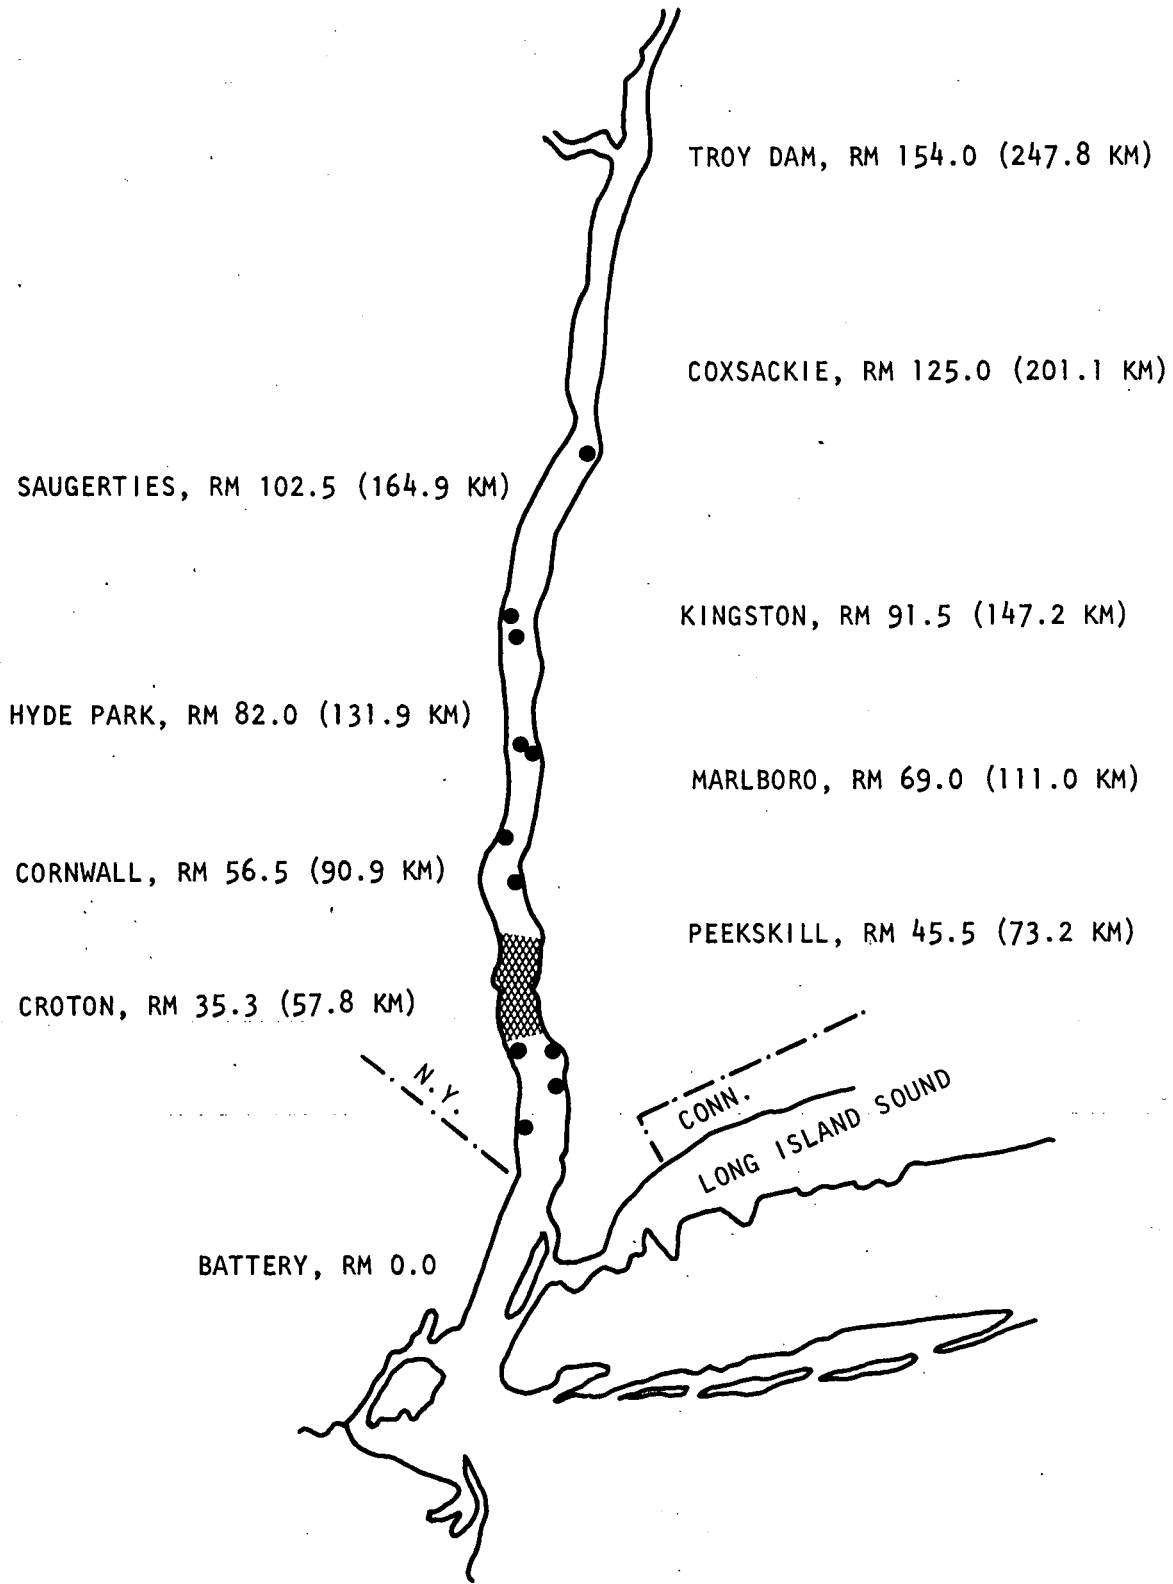 TROY DAM, RM 154.0 (247.8 KM)
COXSACKIE, RM 125.0 (201.1 KM)
SAUGERTIES, RM 102.5 (164.9 KM)
KINGSTON, RM 91.5 (147.2 KM)
HYDE PARK, RM 82.0 (131.9 KM)
MARLBORO, RM 69.0 (111.0 KM)
CORNWALL, RM 56.5 (90.9 KM)
PEEKSKILL, RM 45.5 (73.2 KM)
CROTON, RM 35.3 (57.8 KM)
N.Y.
CONN.
LONG ISLAND SOUND
BATTERY, RM 0.0